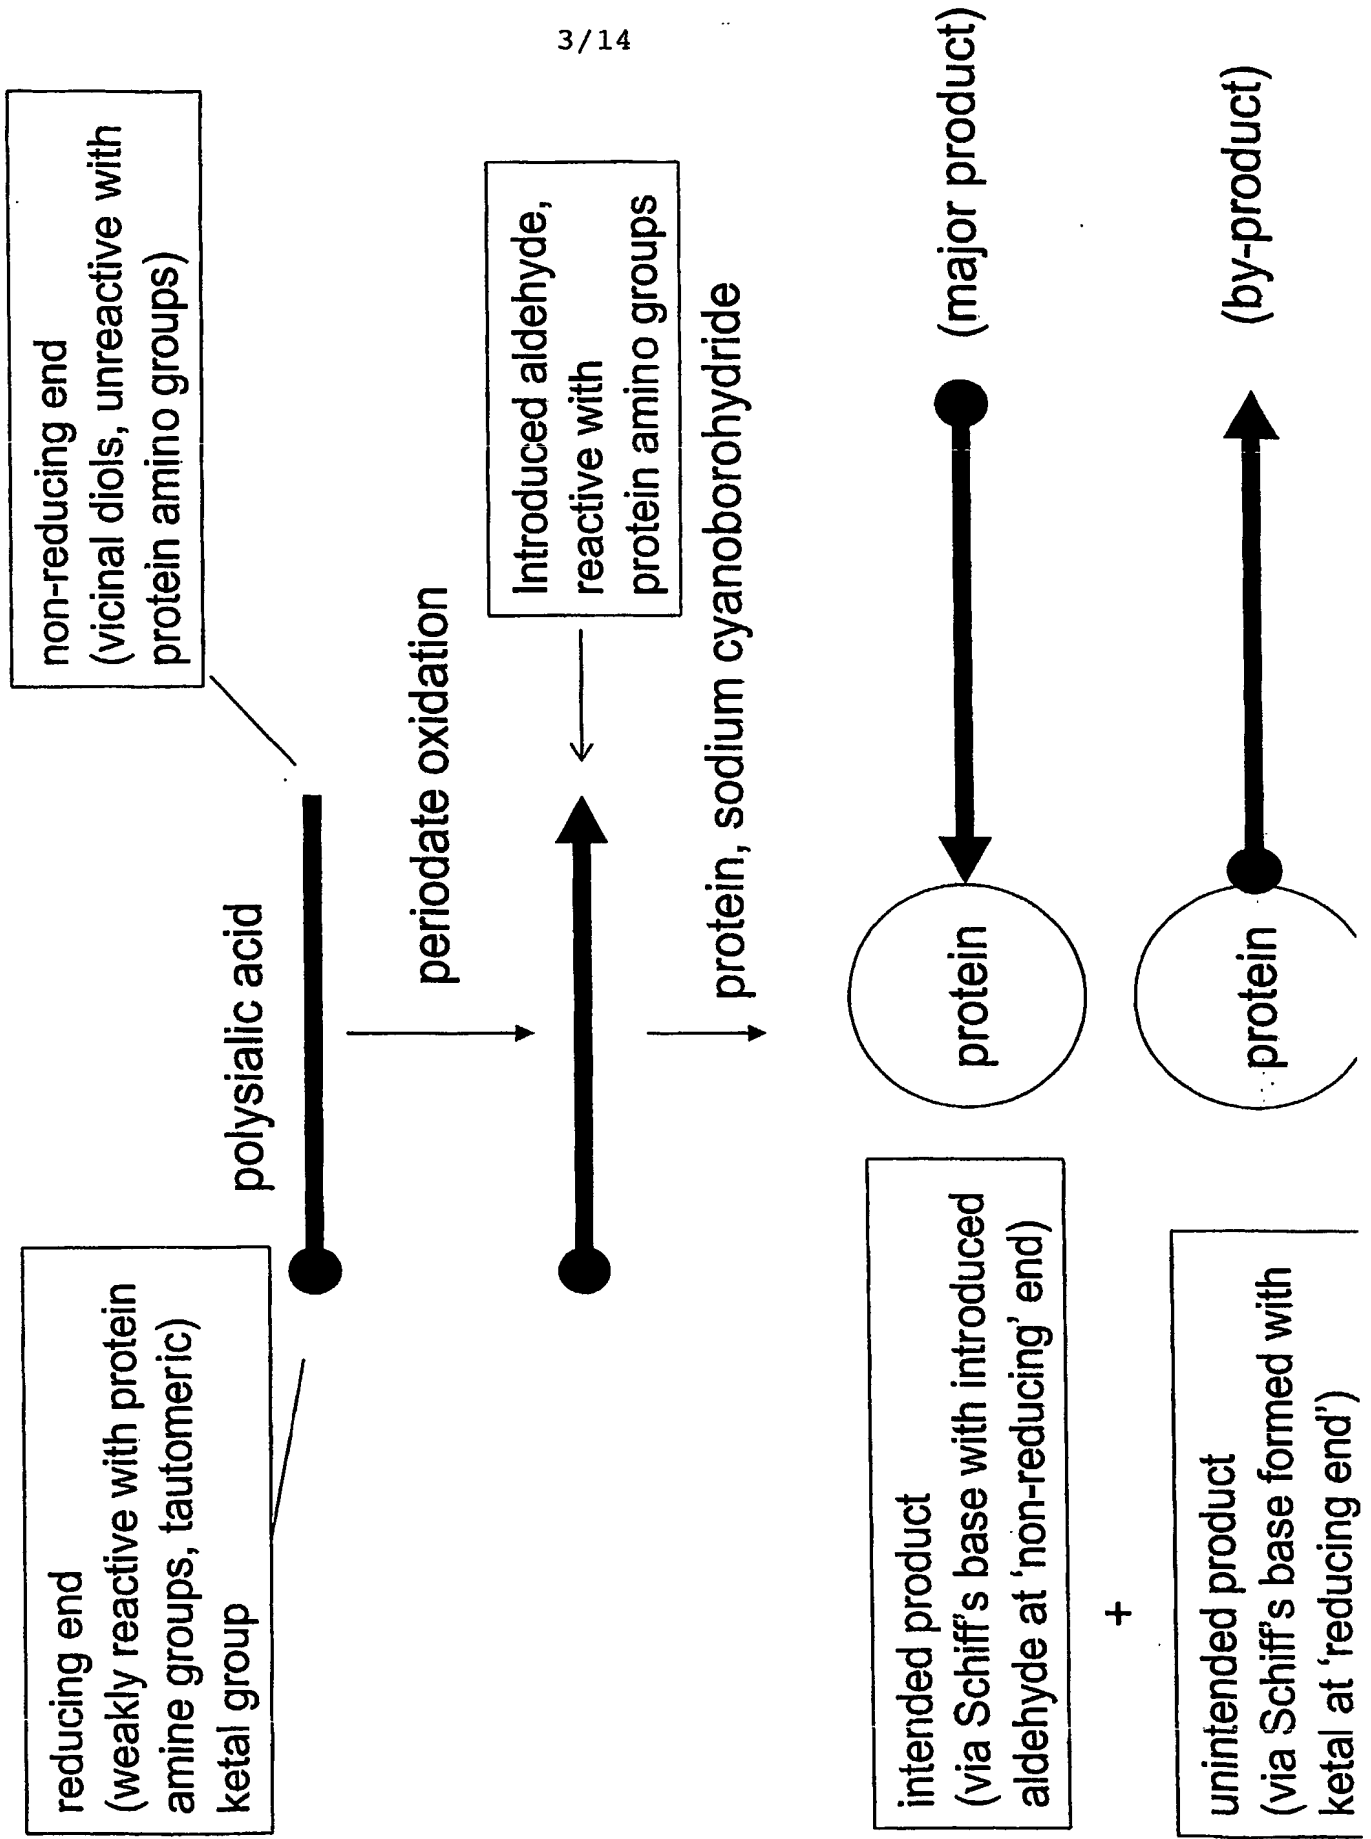 3/14
reducing end
(weakly reactive with protein
amine groups, tautomeric)
ketal group
non-reducing end
(vicinal diols, unreactive with
protein amino groups)
polysialic acid
periodate oxidation
Introduced aldehyde,
reactive with
protein amino groups
protein, sodium cyanoborohydride
intended product
(via Schiff's base with introduced
aldehyde at 'non-reducing' end)
protein
(major product)
+
unintended product
(via Schiff's base formed with
ketal at 'reducing end')
protein
(by-product)